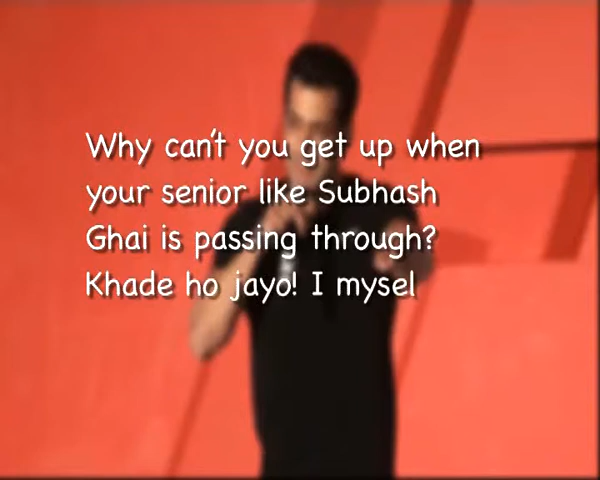 Why can't you get up when
your senior like Subhash
Ghai is passing through?
Khade ho jayo! I mysel